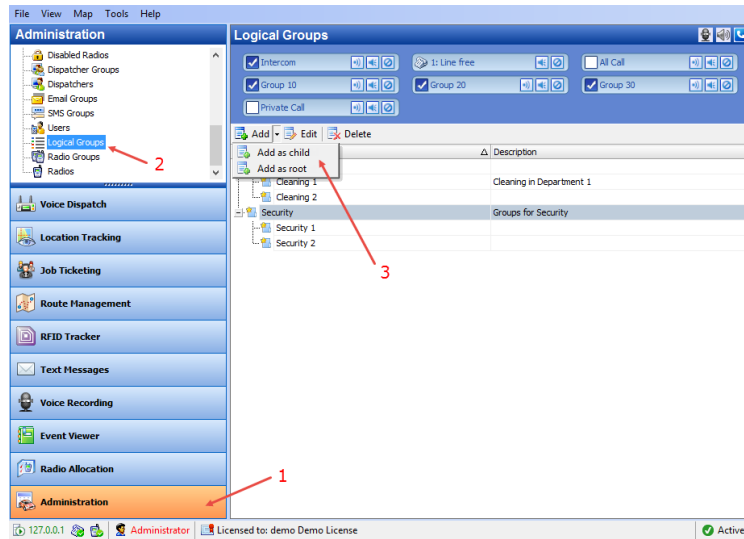 File View Map Tools Help
Administration
Disabled Radios
Dispatcher Groups
Dispatchers
Email Groups
SMS Groups
Users
Logical Groups
Radio Groups
Radios
2
Voice Dispatch
Location Tracking
Job Ticketing
Route Management
RFID Tracker
Text Messages
Voice Recording
Event Viewer
Radio Allocation
Administration
1
Logical Groups
Intercom
1: Line free
All Call
Group 10
Group 20
Group 30
Private Call
Add Edit Delete
Add as child
Add as root
Description
Cleaning 1 Cleaning in Department 1
Cleaning 2
Security Groups for Security
Security 1
Security 2
3
127.0.0.1 Administrator Licensed to: demo Demo License Active